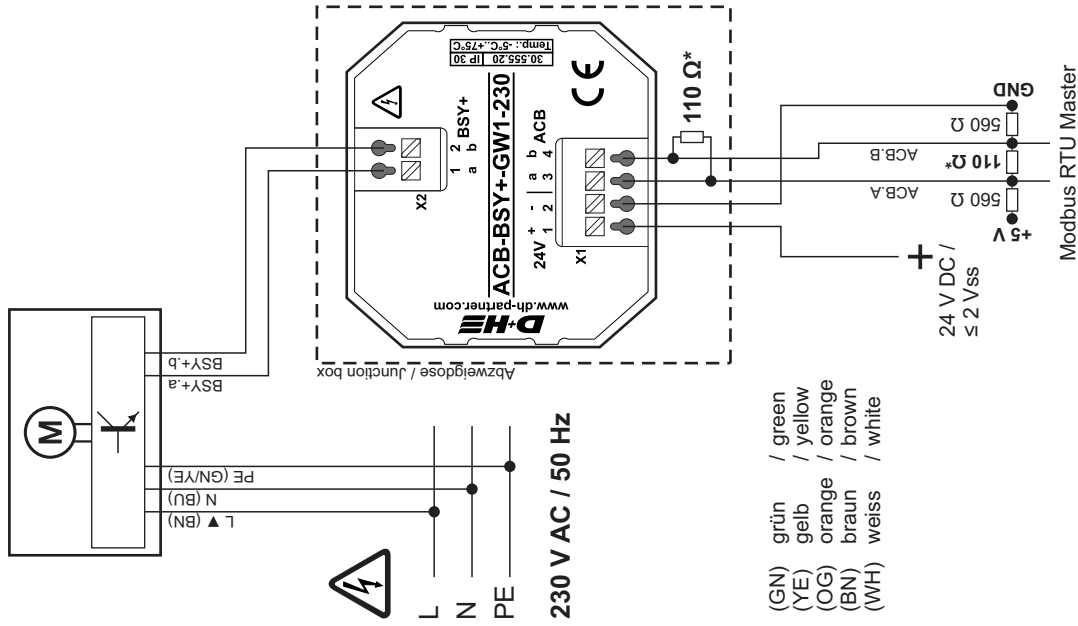 M
L ▼ (BN)
N (BU)
PE (GN/YE)
BSY+.a
BSY+.b
L
N
PE
230 V AC / 50 Hz
Abzweigdose / Junction box
D+H
www.dh-partner.com
ACB-BSY+-GW1-230
30.555.20 IP 30
Temp.: -5°C..+75°C
CE
X2
1 2 BSY+
a b
24V + - a b ACB
1 2 3 4
X1
110 Ω*
ACB.A
ACB.B
+5 V
560 Ω
110 Ω*
560 Ω
GND
Modbus RTU Master
+
24 V DC /
≤ 2 Vss
(GN) grün / green
(YE) gelb / yellow
(OG) orange / orange
(BN) braun / brown
(WH) weiss / white